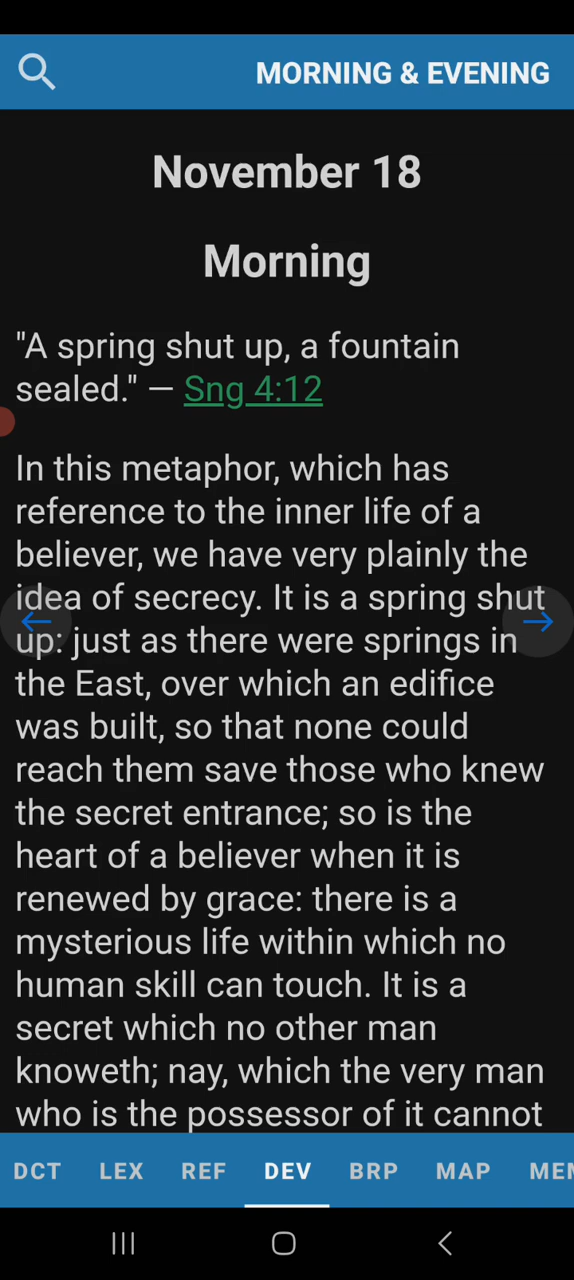 MORNING & EVENING
November 18
Morning
"A spring shut up, a fountain
sealed." — Sng 4:12
In this metaphor, which has
reference to the inner life of a
believer, we have very plainly the
idea of secrecy. It is a spring shut
up: just as there were springs in
the East, over which an edifice
was built, so that none could
reach them save those who knew
the secret entrance; so is the
heart of a believer when it is
renewed by grace: there is a
mysterious life within which no
human skill can touch. It is a
secret which no other man
knoweth; nay, which the very man
who is the possessor of it cannot
DCT LEX REF DEV BRP MAP MEM